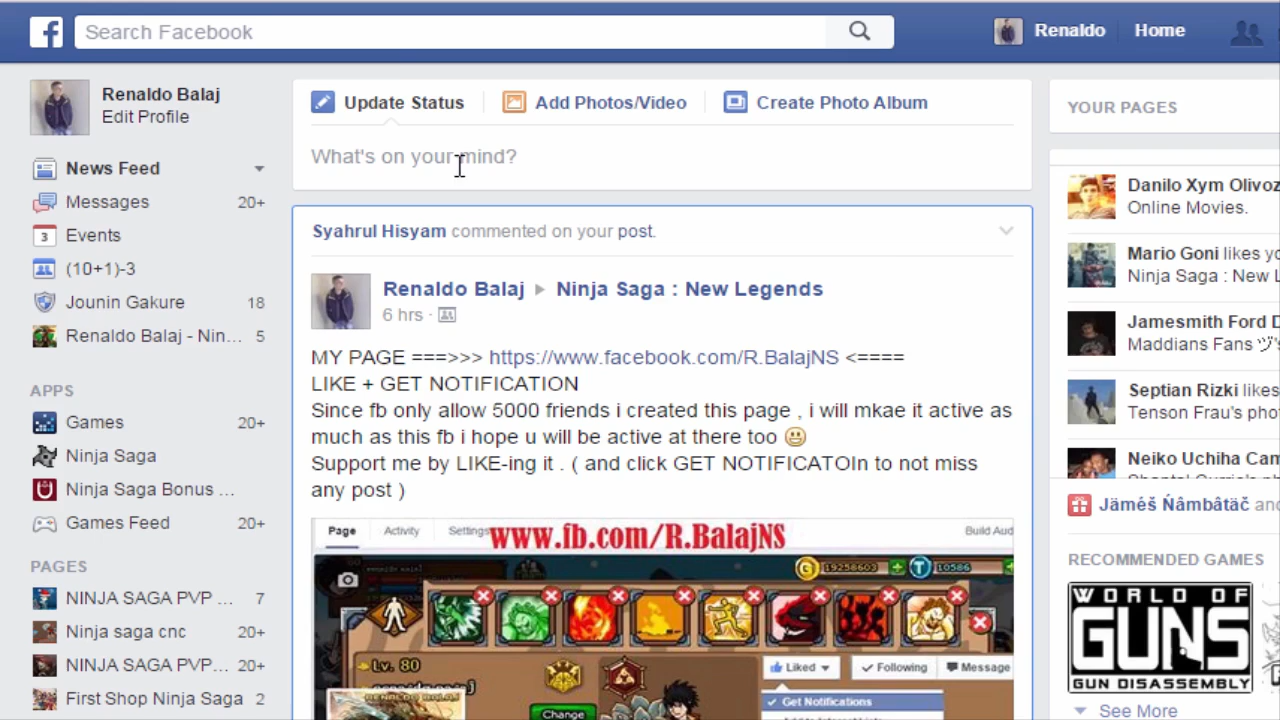 f
Search Facebook
Renaldo
Home
Renaldo Balaj
Edit Profile
News Feed
Messages 20+
3 Events
(10+1)-3
Jounin Gakure 18
Renaldo Balaj - Nin... 5
APPS
Games 20+
Ninja Saga
Ninja Saga Bonus ...
Games Feed 20+
PAGES
NINJA SAGA PVP ... 7
Ninja saga cnc 20+
NINJA SAGA PVP... 20+
First Shop Ninja Saga 2
Update Status
Add Photos/Video
Create Photo Album
What's on your mind?
Syahrul Hisyam commented on your post.
Renaldo Balaj ▶ Ninja Saga : New Legends
6 hrs ·
MY PAGE ===>>> https://www.facebook.com/R.BalajNS <====
LIKE + GET NOTIFICATION
Since fb only allow 5000 friends i created this page , i will mkae it active as
much as this fb i hope u will be active at there too 😃
Support me by LIKE-ing it . ( and click GET NOTIFICATOIn to not miss
any post )
Page
Activity
Settings
www.fb.com/R.BalajNS
Build Aud
19258603
10586
Lv. 80
Change
Liked
Following
Message
Get Notifications
YOUR PAGES
Danilo Xym Olivoz
Online Movies.
Mario Goni likes yo
Ninja Saga : New L
Jamesmith Ford D
Maddians Fans ヅ
Septian Rizki likes
Tenson Frau's photo
Neiko Uchiha Cam
Jäméš Ńâmbâtäč and
RECOMMENDED GAMES
WORLD OF
GUNS
GUN DISASSEMBLY
See More